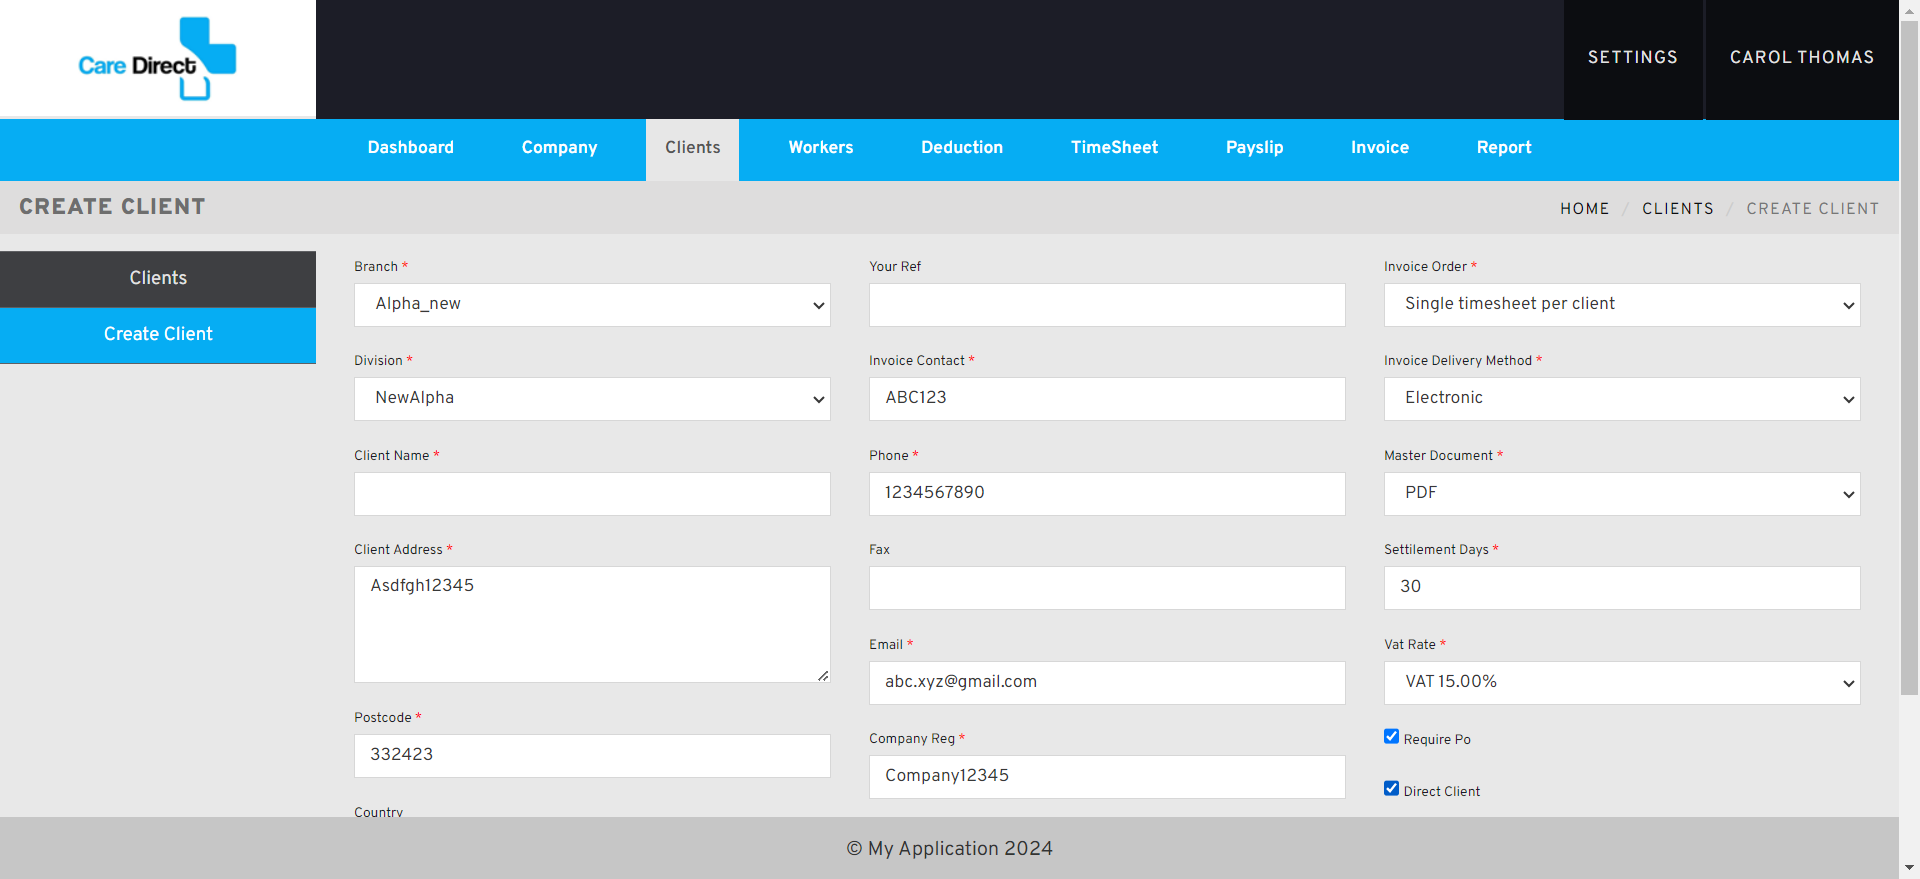 Care Direct
SETTINGS
CAROL THOMAS
Dashboard
Company
Clients
Workers
Deduction
TimeSheet
Payslip
Invoice
Report
CREATE CLIENT
HOME / CLIENTS / CREATE CLIENT
Clients
Create Client
Branch *
Alpha_new
Division *
NewAlpha
Client Name *
Client Address *
Asdfgh12345
Postcode *
332423
Country
Your Ref
Invoice Contact *
ABC123
Phone *
1234567890
Fax
Email *
abc.xyz@gmail.com
Company Reg *
Company12345
Invoice Order *
Single timesheet per client
Invoice Delivery Method *
Electronic
Master Document *
PDF
Settilement Days *
30
Vat Rate *
VAT 15.00%
Require Po
Direct Client
© My Application 2024